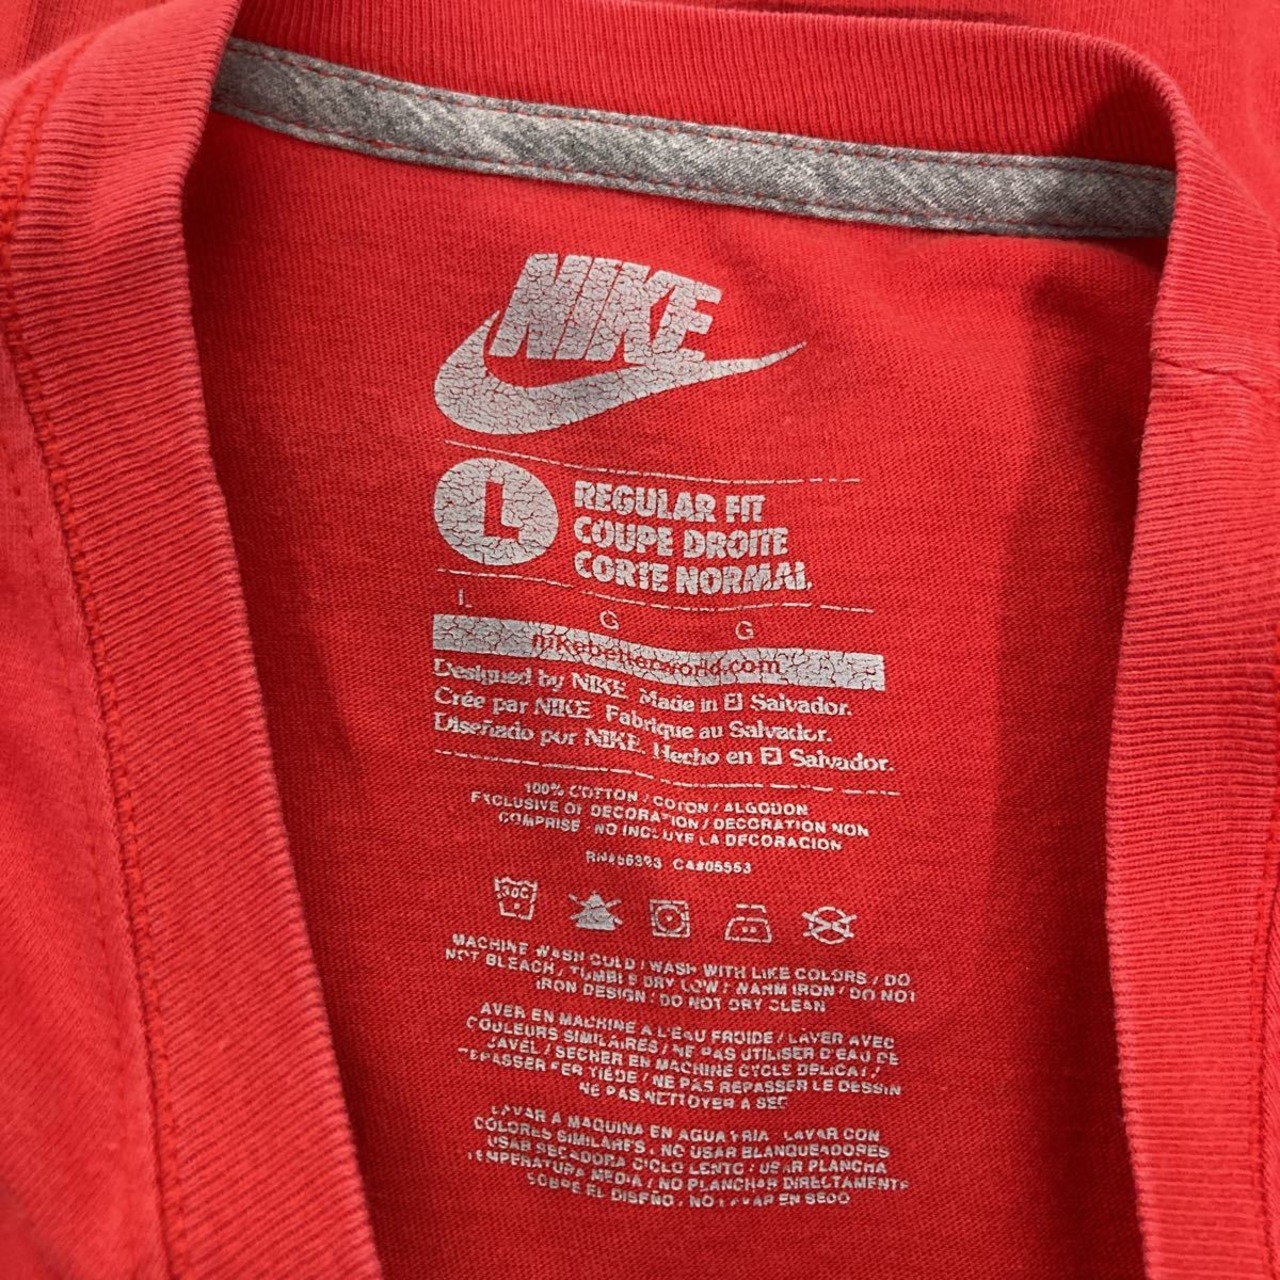 NIKE
L
REGULAR FIT
COUPE DROITE
CORTE NORMAL
L G G
nikebetterworld.com
Designed by NIKE Made in El Salvador.
Crée par NIKE Fabrique au Salvador.
Diseñado por NIKE Hecho en El Salvador.
100% COTTON / COTON / ALGODON
EXCLUSIVE OF DECORATION / DECORATION NON
COMPRISE - NO INCLUYE LA DECORACION
RN#56323 CA#05553
30C
MACHINE WASH COLD / WASH WITH LIKE COLORS / DO
NOT BLEACH / TUMBLE DRY LOW / WARM IRON / DO NOT
IRON DESIGN / DO NOT DRY CLEAN
AVER EN MACHINE A L'EAU FROIDE / LAVER AVEC
COULEURS SIMILAIRES / NE PAS UTILISER D'EAU DE
JAVEL / SECHER EN MACHINE CYCLE DELICAT /
REPASSER FER TIEDE / NE PAS REPASSER LE DESSIN
NE PAS NETTOYER A SEC
LAVAR A MAQUINA EN AGUA FRIA LAVAR CON
COLORES SIMILARES . NO USAR BLANQUEADORES
USAR SECADORA CICLO LENTO / USAR PLANCHA
TEMPERATURA MEDIA / NO PLANCHAR DIRECTAMENTE
SOBRE EL DISEÑO . NO LAVAR EN SECO